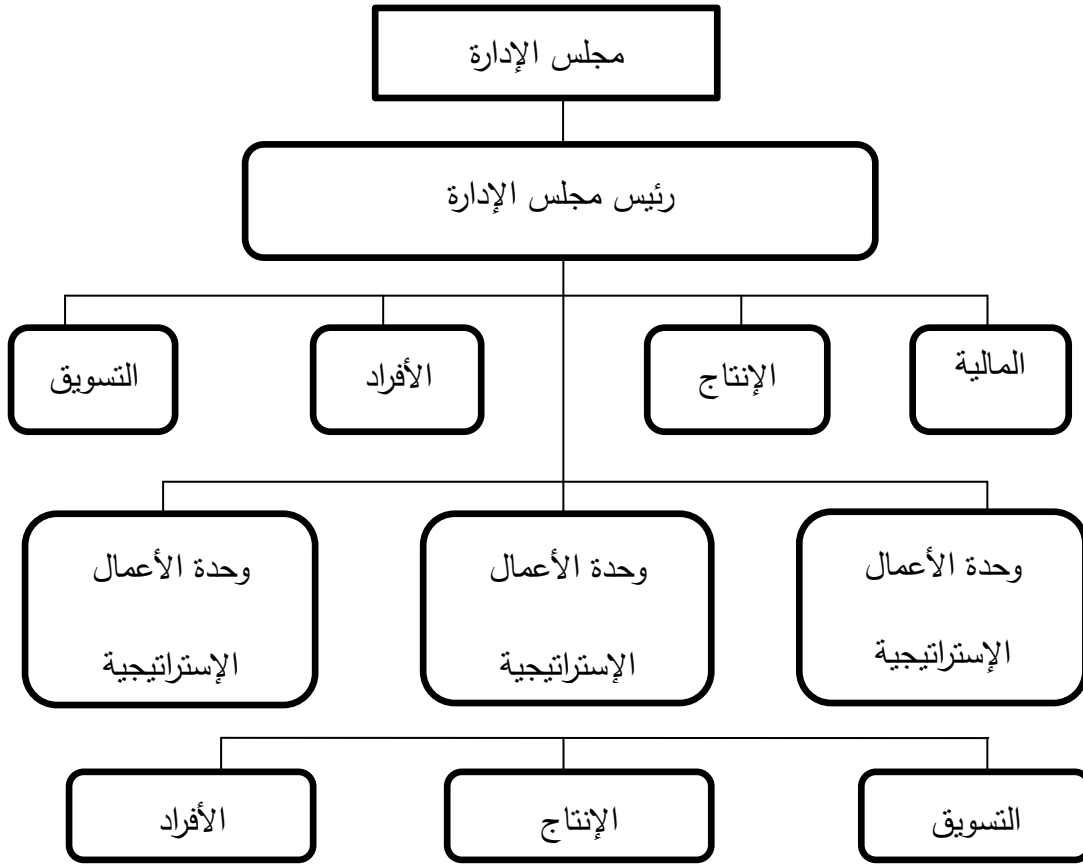 مجلس الإدارة
رئيس مجلس الإدارة
المالية
الإنتاج
الأفراد
التسويق
وحدة الأعمال
الإستراتيجية
وحدة الأعمال
الإستراتيجية
وحدة الأعمال
الإستراتيجية
التسويق
الإنتاج
الأفراد